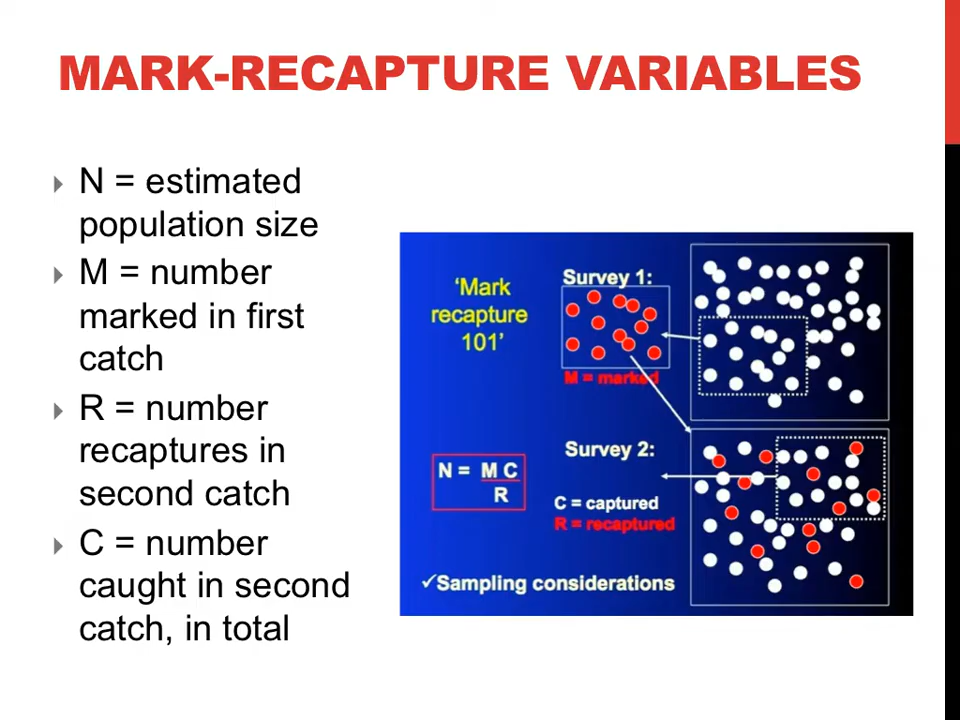 MARK-RECAPTURE VARIABLES
N = estimated
population size
M = number
marked in first
catch
R = number
recaptures in
second catch
C = number
caught in second
catch, in total
'Mark
recapture
101'
Survey 1:
M = marked
Survey 2:
N = M C
R
C = captured
R = recaptured
✓Sampling considerations